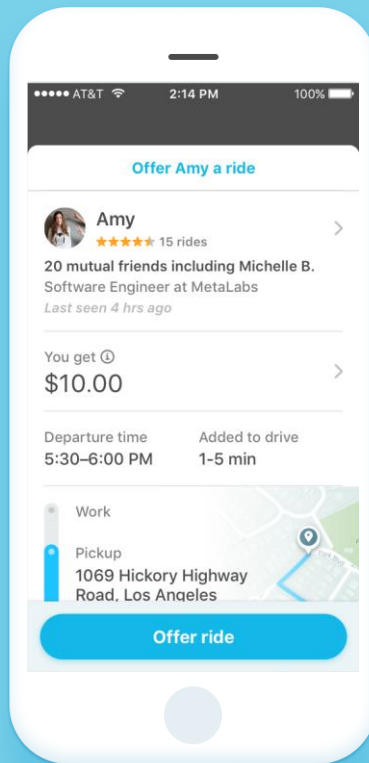 AT&T 2:14 PM 100%
Offer Amy a ride
Amy
15 rides
20 mutual friends including Michelle B.
Software Engineer at MetaLabs
Last seen 4 hrs ago
You get
$10.00
Departure time Added to drive
5:30–6:00 PM 1-5 min
Work
Pickup
1069 Hickory Highway
Road, Los Angeles
Offer ride